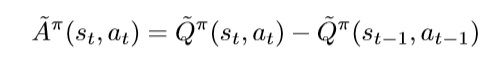 Ã^π(s_t, a_t) = Q̃^π(s_t, a_t) − Q̃^π(s_{t−1}, a_{t−1})